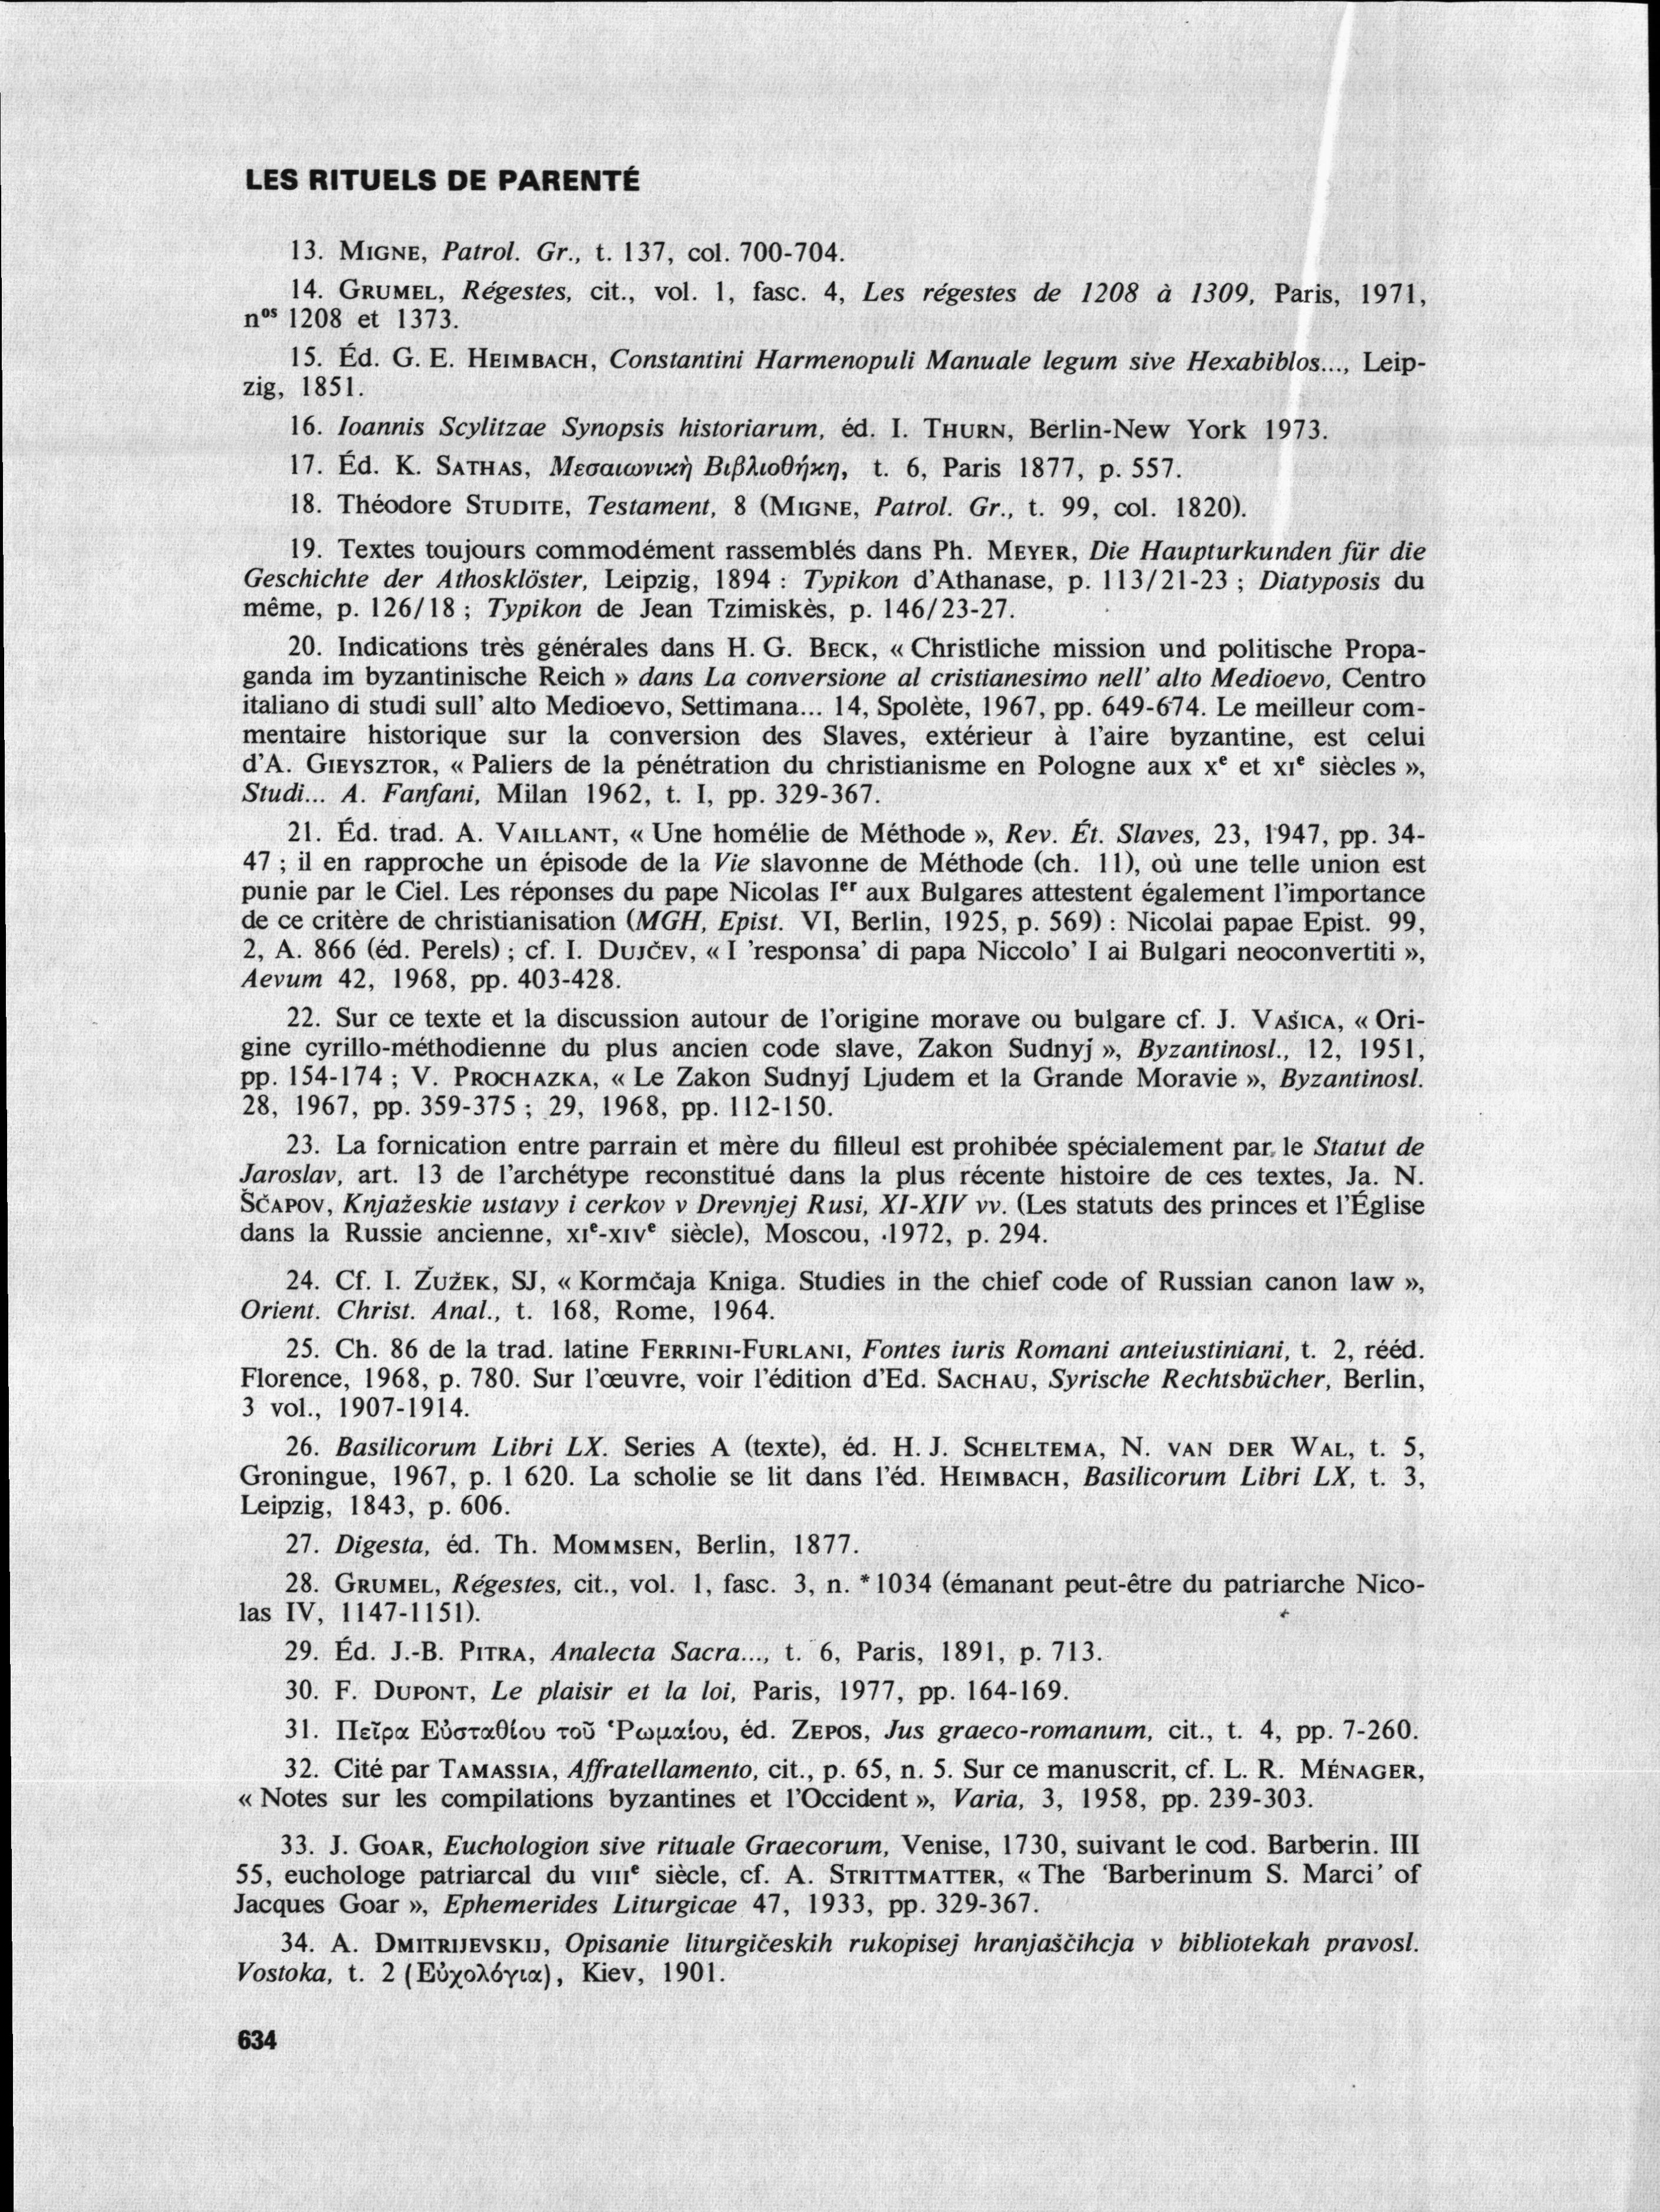 LES RITUELS DE PARENTÉ
13. MIGNE, Patrol. Gr., t. 137, col. 700-704.
14. GRUMEL, Régestes, cit., vol. 1, fasc. 4, Les régestes de 1208 à 1309, Paris, 1971,
nos 1208 et 1373.
15. Éd. G. E. HEIMBACH, Constantini Harmenopuli Manuale legum sive Hexabiblos..., Leip-
zig, 1851.
16. Ioannis Scylitzae Synopsis historiarum, éd. I. THURN, Berlin-New York 1973.
17. Éd. K. SATHAS, Μεσαιωνικὴ Βιβλιοθήκη, t. 6, Paris 1877, p. 557.
18. Théodore STUDITE, Testament, 8 (MIGNE, Patrol. Gr., t. 99, col. 1820).
19. Textes toujours commodément rassemblés dans Ph. MEYER, Die Haupturkunden für die
Geschichte der Athosklöster, Leipzig, 1894 : Typikon d'Athanase, p. 113/21-23 ; Diatyposis du
même, p. 126/18 ; Typikon de Jean Tzimiskès, p. 146/23-27.
20. Indications très générales dans H. G. BECK, « Christliche mission und politische Propa-
ganda im byzantinische Reich » dans La conversione al cristianesimo nell' alto Medioevo, Centro
italiano di studi sull' alto Medioevo, Settimana... 14, Spolète, 1967, pp. 649-674. Le meilleur com-
mentaire historique sur la conversion des Slaves, extérieur à l'aire byzantine, est celui
d'A. GIEYSZTOR, « Paliers de la pénétration du christianisme en Pologne aux xe et xie siècles »,
Studi... A. Fanfani, Milan 1962, t. I, pp. 329-367.
21. Éd. trad. A. VAILLANT, « Une homélie de Méthode », Rev. Ét. Slaves, 23, 1947, pp. 34-
47 ; il en rapproche un épisode de la Vie slavonne de Méthode (ch. 11), où une telle union est
punie par le Ciel. Les réponses du pape Nicolas Ier aux Bulgares attestent également l'importance
de ce critère de christianisation (MGH, Epist. VI, Berlin, 1925, p. 569) : Nicolai papae Epist. 99,
2, A. 866 (éd. Perels) ; cf. I. DUJČEV, « I 'responsa' di papa Niccolo' I ai Bulgari neoconvertiti »,
Aevum 42, 1968, pp. 403-428.
22. Sur ce texte et la discussion autour de l'origine morave ou bulgare cf. J. VAŠICA, « Ori-
gine cyrillo-méthodienne du plus ancien code slave, Zakon Sudnyj », Byzantinosl., 12, 1951,
pp. 154-174 ; V. PROCHAZKA, « Le Zakon Sudnyj Ljudem et la Grande Moravie », Byzantinosl.
28, 1967, pp. 359-375 ; 29, 1968, pp. 112-150.
23. La fornication entre parrain et mère du filleul est prohibée spécialement par le Statut de
Jaroslav, art. 13 de l'archétype reconstitué dans la plus récente histoire de ces textes, Ja. N.
ŠČAPOV, Knjažeskie ustavy i cerkov v Drevnjej Rusi, XI-XIV vv. (Les statuts des princes et l'Église
dans la Russie ancienne, xie-xive siècle), Moscou, 1972, p. 294.
24. Cf. I. ŽUŽEK, SJ, « Kormčaja Kniga. Studies in the chief code of Russian canon law »,
Orient. Christ. Anal., t. 168, Rome, 1964.
25. Ch. 86 de la trad. latine FERRINI-FURLANI, Fontes iuris Romani anteiustiniani, t. 2, rééd.
Florence, 1968, p. 780. Sur l'œuvre, voir l'édition d'Ed. SACHAU, Syrische Rechtsbücher, Berlin,
3 vol., 1907-1914.
26. Basilicorum Libri LX. Series A (texte), éd. H. J. SCHELTEMA, N. VAN DER WAL, t. 5,
Groningue, 1967, p. 1 620. La scholie se lit dans l'éd. HEIMBACH, Basilicorum Libri LX, t. 3,
Leipzig, 1843, p. 606.
27. Digesta, éd. Th. MOMMSEN, Berlin, 1877.
28. GRUMEL, Régestes, cit., vol. 1, fasc. 3, n. *1034 (émanant peut-être du patriarche Nico-
las IV, 1147-1151).
29. Éd. J.-B. PITRA, Analecta Sacra..., t. 6, Paris, 1891, p. 713.
30. F. DUPONT, Le plaisir et la loi, Paris, 1977, pp. 164-169.
31. Πεῖρα Εὐσταθίου τοῦ Ῥωμαίου, éd. ZEPOS, Jus graeco-romanum, cit., t. 4, pp. 7-260.
32. Cité par TAMASSIA, Affratellamento, cit., p. 65, n. 5. Sur ce manuscrit, cf. L. R. MÉNAGER,
« Notes sur les compilations byzantines et l'Occident », Varia, 3, 1958, pp. 239-303.
33. J. GOAR, Euchologion sive rituale Graecorum, Venise, 1730, suivant le cod. Barberin. III
55, euchologe patriarcal du viiie siècle, cf. A. STRITTMATTER, « The 'Barberinum S. Marci' of
Jacques Goar », Ephemerides Liturgicae 47, 1933, pp. 329-367.
34. A. DMITRIJEVSKIJ, Opisanie liturgičeskih rukopisej hranjaščihcja v bibliotekah pravosl.
Vostoka, t. 2 (Εὐχολόγια), Kiev, 1901.
634